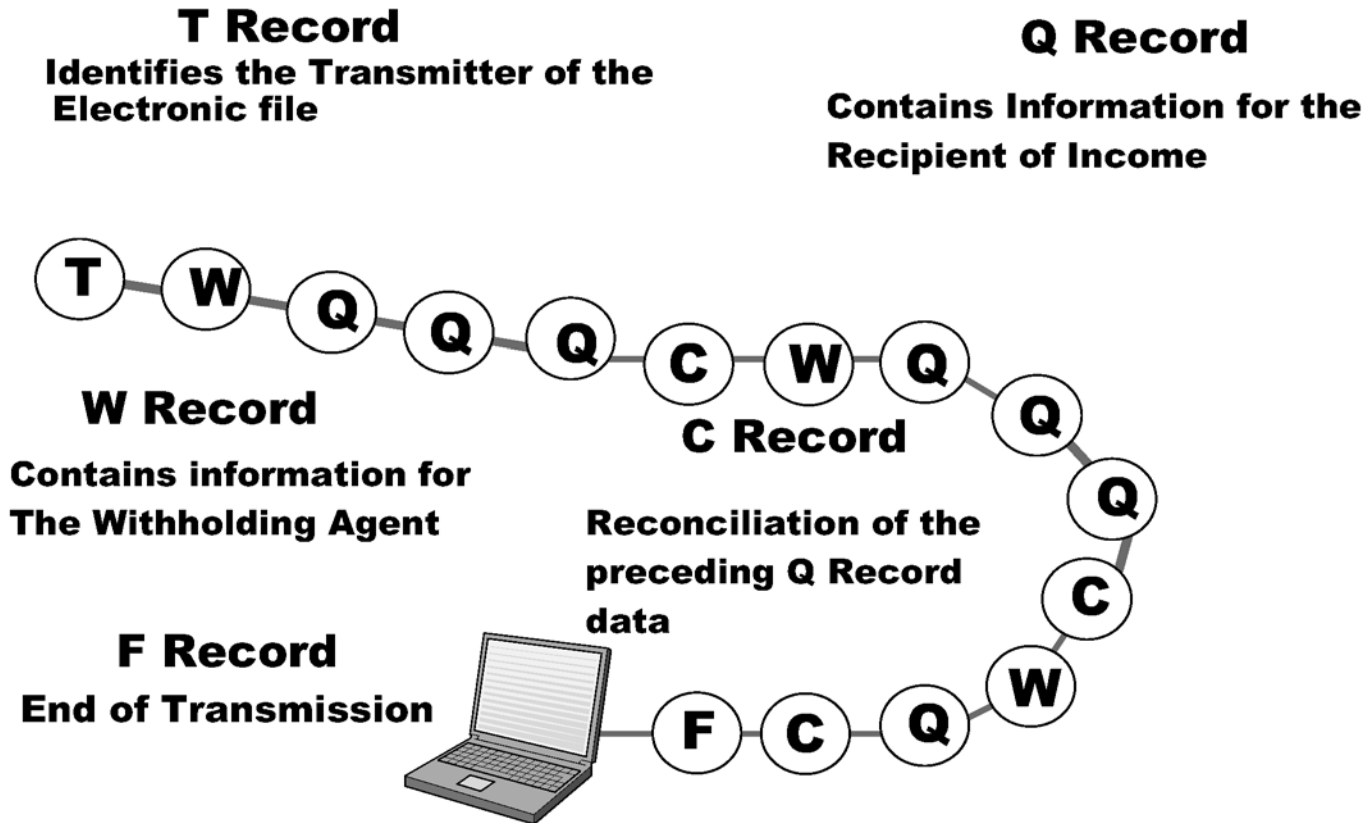 T Record
Identifies the Transmitter of the
Electronic file
Q Record
Contains Information for the
Recipient of Income
T
W
Q
Q
Q
C
W
Q
Q
Q
C
W
Q
C
F
W Record
Contains information for
The Withholding Agent
C Record
Reconciliation of the
preceding Q Record
data
F Record
End of Transmission